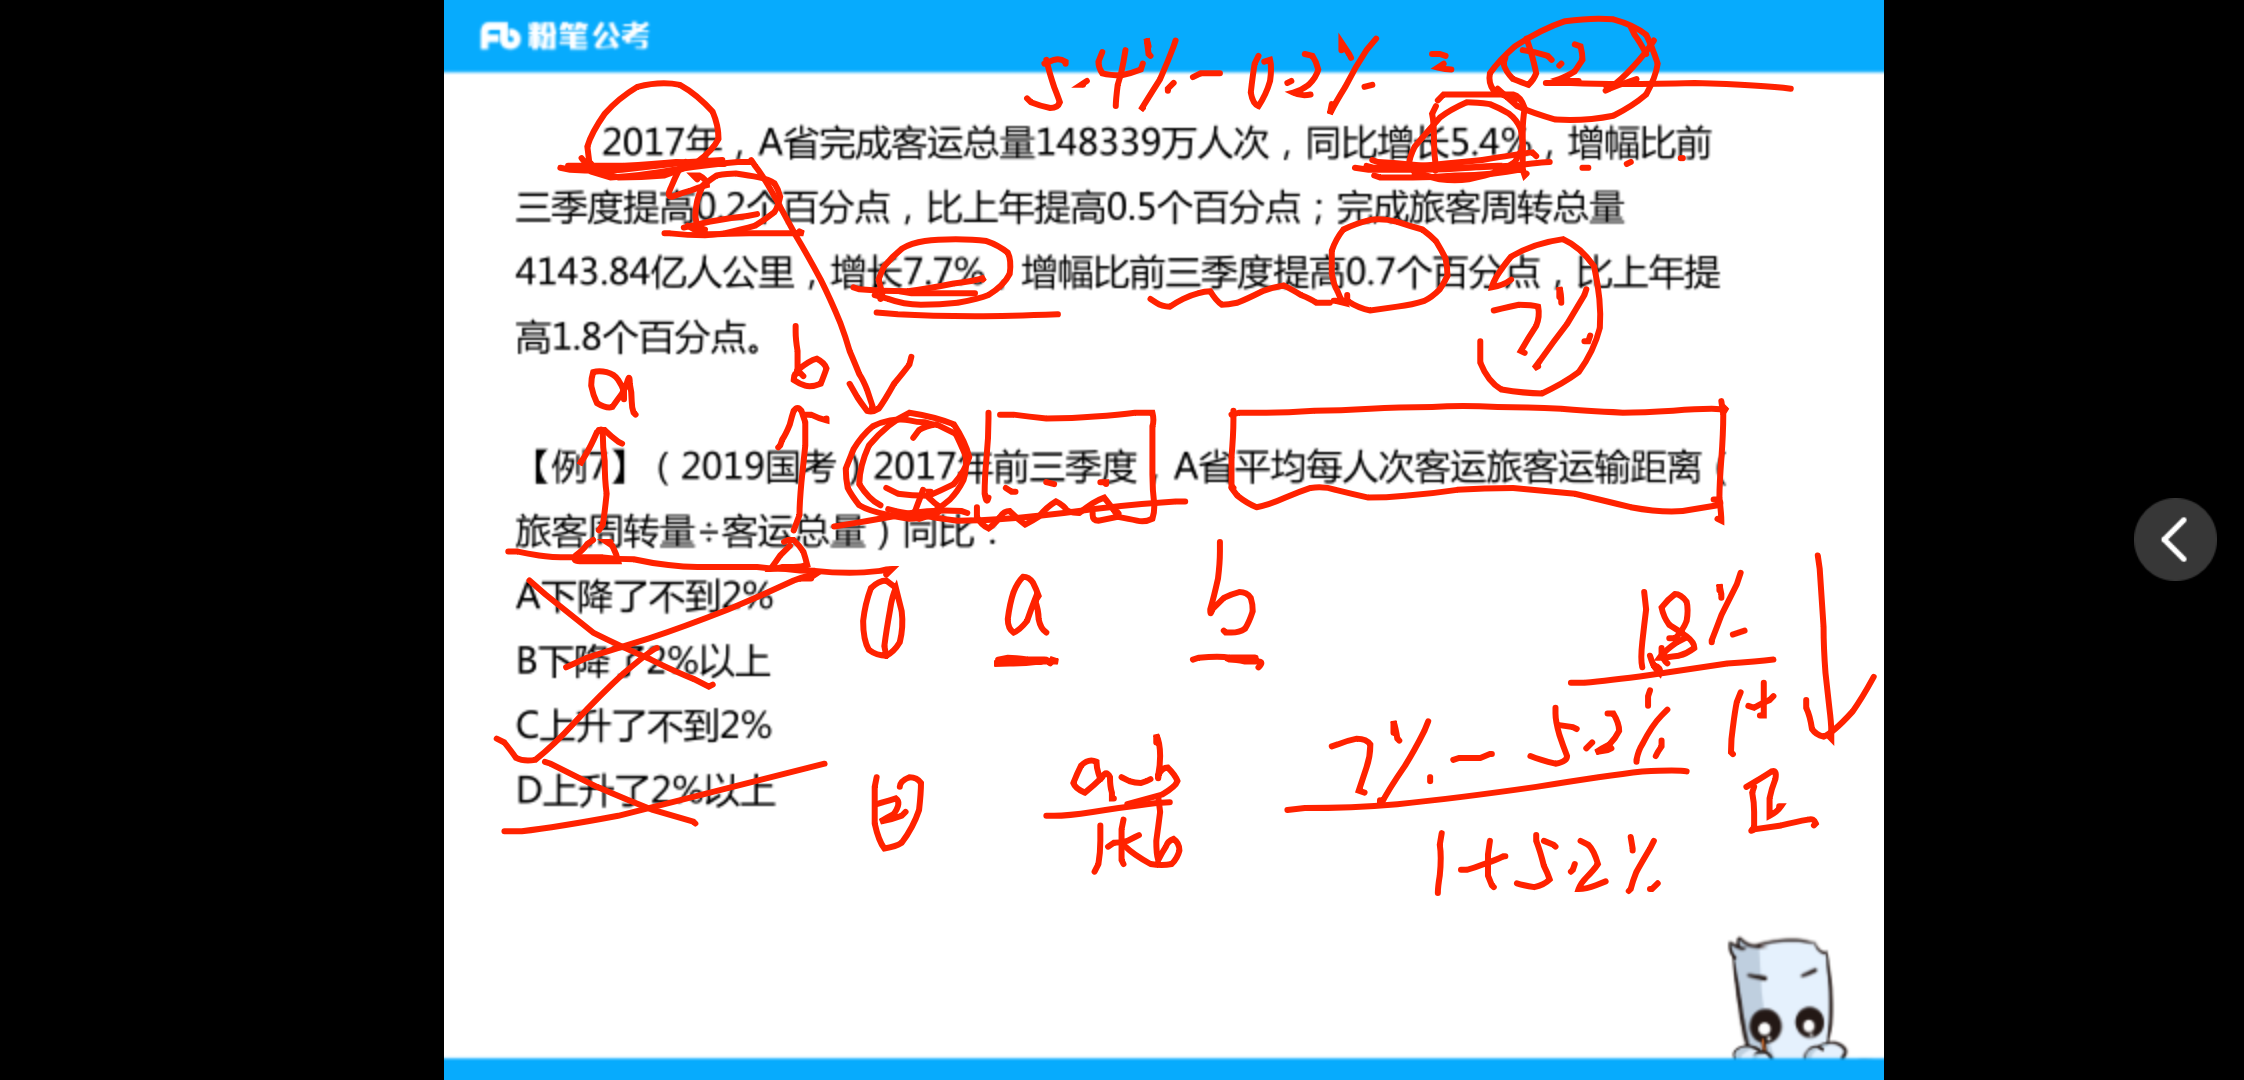 粉笔公考
5.4% - 0.2% = 5.2%
2017年，A省完成客运总量148339万人次，同比增长5.4%，增幅比前
三季度提高0.2个百分点，比上年提高0.5个百分点；完成旅客周转总量
4143.84亿人公里，增长7.7%，增幅比前三季度提高0.7个百分点，比上年提
高1.8个百分点。
7%
a b
【例7】（2019国考）2017年前三季度，A省平均每人次客运旅客运输距离（
旅客周转量÷客运总量）同比：
A下降了不到2%
B下降了2%以上
C上升了不到2%
D上升了2%以上
① a b
1.8%
1+
② a-b
1+b
7% - 5.2%
1+5.2%